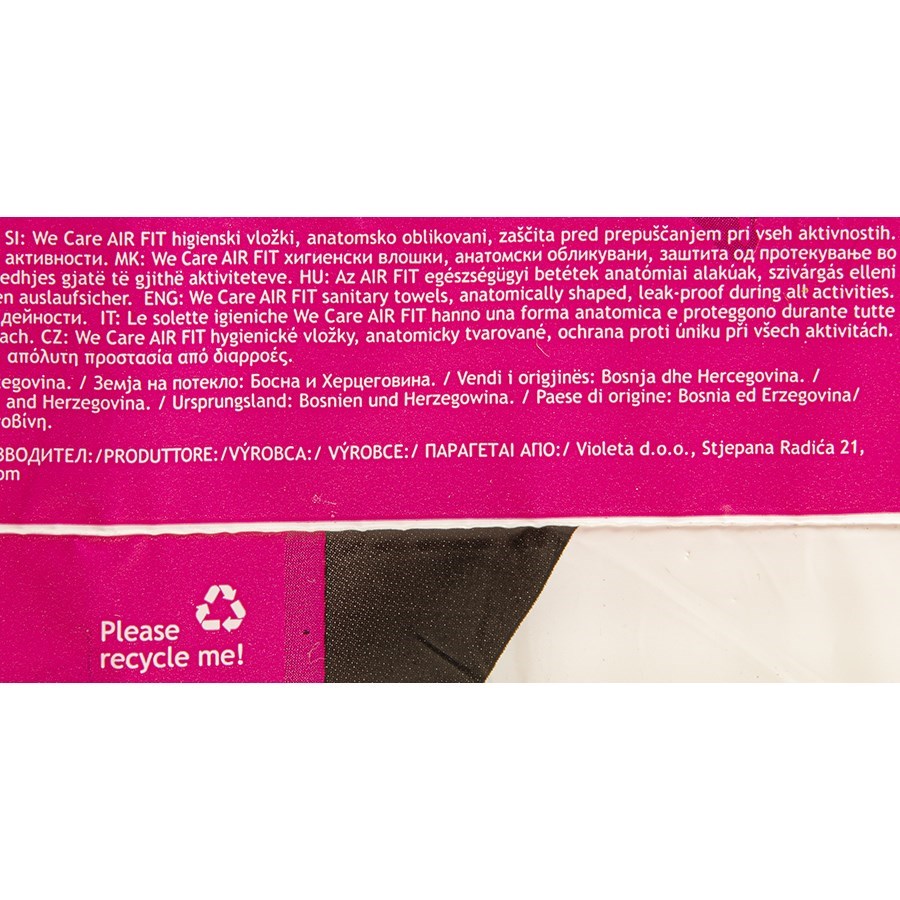 SI: We Care AIR FIT higienski vložki, anatomsko oblikovani, zaščita pred prepuščanjem pri vseh aktivnostih.
активности. MK: We Care AIR FIT хигиенски влошки, анатомски обликувани, заштита од протекување во
edhjes gjatë të gjithë aktiviteteve. HU: Az AIR FIT egészségügyi betétek anatómiai alakúak, szivárgás elleni
en auslaufsicher. ENG: We Care AIR FIT sanitary towels, anatomically shaped, leak-proof during all activities.
дейности. IT: Le solette igieniche We Care AIR FIT hanno una forma anatomica e proteggono durante tutte
ach. CZ: We Care AIR FIT hygienické vložky, anatomicky tvarované, ochrana proti úniku při všech aktivitách.
απόλυτη προστασία από διαρροές.
cegovina. / Земја на потекло: Босна и Херцеговина. / Vendi i origjinës: Bosnja dhe Hercegovina. /
and Herzegovina. / Ursprungsland: Bosnien und Herzegowina. / Paese di origine: Bosnia ed Erzegovina/
οβίνη.
ЗВОДИТЕЛ:/PRODUTTORE:/VÝROBCA:/ VÝROBCE:/ ΠΑΡΑΓΕΤΑΙ ΑΠΟ:/ Violeta d.o.o., Stjepana Radića 21,
om
Please
recycle me!